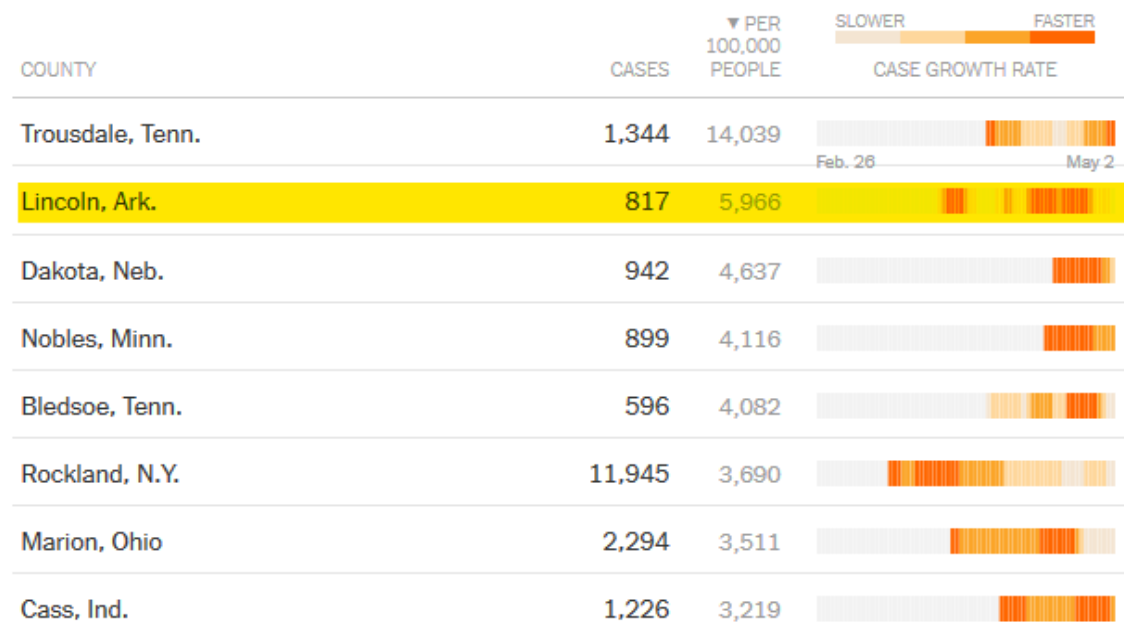 ▼ PER
100,000
PEOPLE
SLOWER FASTER
COUNTY CASES CASE GROWTH RATE
Trousdale, Tenn. 1,344 14,039
Feb. 26 May 2
Lincoln, Ark. 817 5,966
Dakota, Neb. 942 4,637
Nobles, Minn. 899 4,116
Bledsoe, Tenn. 596 4,082
Rockland, N.Y. 11,945 3,690
Marion, Ohio 2,294 3,511
Cass, Ind. 1,226 3,219